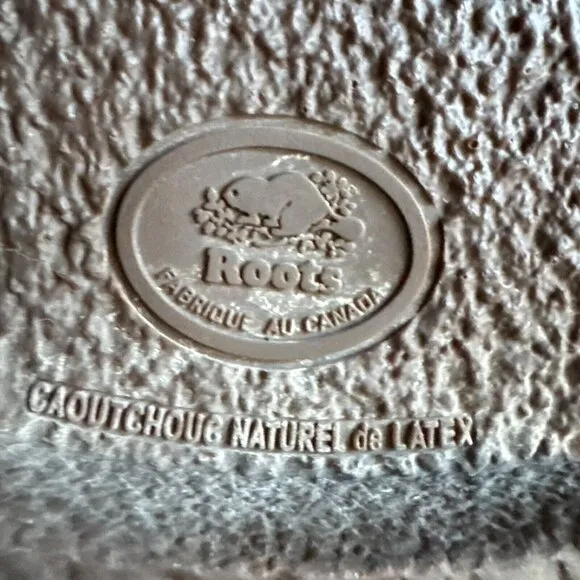 Roots
FABRIQUE AU CANADA
CAOUTCHOUC NATUREL de LATEX